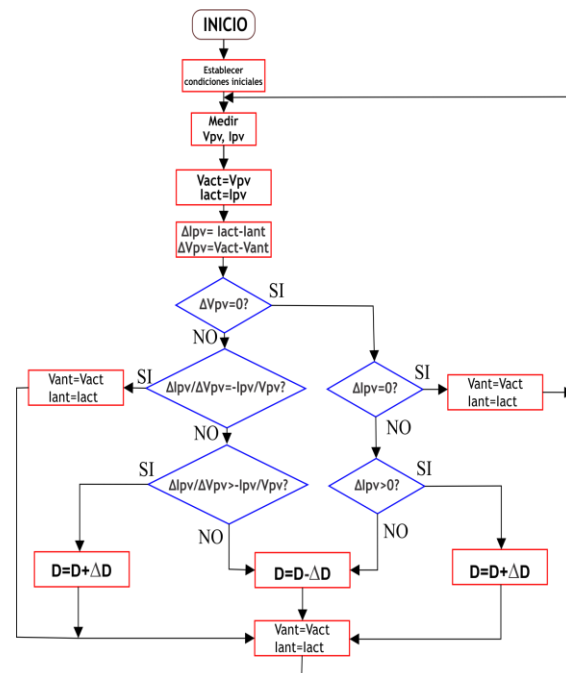 INICIO
Establecer
condiciones iniciales
Medir
Vpv, Ipv
Vact=Vpv
Iact=Ipv
ΔIpv= Iact-Iant
ΔVpv=Vact-Vant
ΔVpv=0?
SI
NO
Vant=Vact
Iant=Iact
SI
ΔIpv/ΔVpv=-Ipv/Vpv?
NO
ΔIpv=0?
SI
NO
Vant=Vact
Iant=Iact
SI
ΔIpv/ΔVpv>-Ipv/Vpv?
NO
ΔIpv>0?
SI
NO
D=D+ΔD
D=D-ΔD
D=D+ΔD
Vant=Vact
Iant=Iact